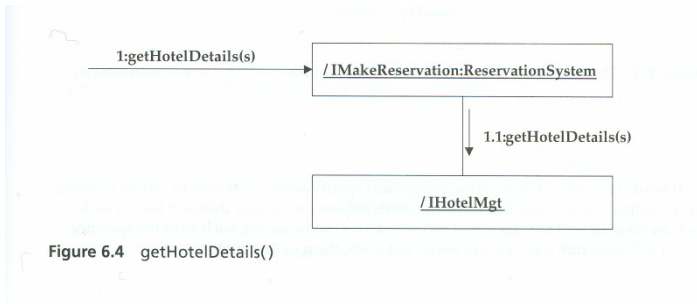 1:getHotelDetails(s)
/ IMakeReservation:ReservationSystem
1.1:getHotelDetails(s)
/ IHotelMgt
Figure 6.4 getHotelDetails()